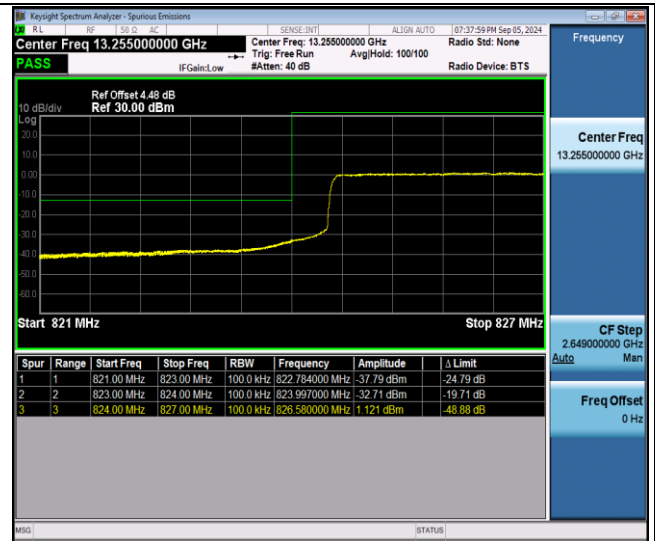 Keysight Spectrum Analyzer - Spurious Emissions
RL RF 50 Ω AC SENSE:INT ALIGN AUTO 07:37:59 PM Sep 05, 2024
Center Freq 13.255000000 GHz Center Freq: 13.255000000 GHz Radio Std: None
Trig: Free Run Avg|Hold: 100/100
PASS IFGain:Low #Atten: 40 dB Radio Device: BTS
Ref Offset 4.48 dB
10 dB/div Ref 30.00 dBm
Log
20.0
10.0
0.00
-10.0
-20.0
-30.0
-40.0
-50.0
-60.0
Start 821 MHz Stop 827 MHz
Spur Range Start Freq Stop Freq RBW Frequency Amplitude Δ Limit
1 1 821.00 MHz 823.00 MHz 100.0 kHz 822.784000 MHz -37.79 dBm -24.79 dB
2 2 823.00 MHz 824.00 MHz 100.0 kHz 823.997000 MHz -32.71 dBm -19.71 dB
3 3 824.00 MHz 827.00 MHz 100.0 kHz 826.580000 MHz 1.121 dBm -48.88 dB
MSG STATUS
Frequency
Center Freq
13.255000000 GHz
CF Step
2.649000000 GHz
Auto Man
Freq Offset
0 Hz